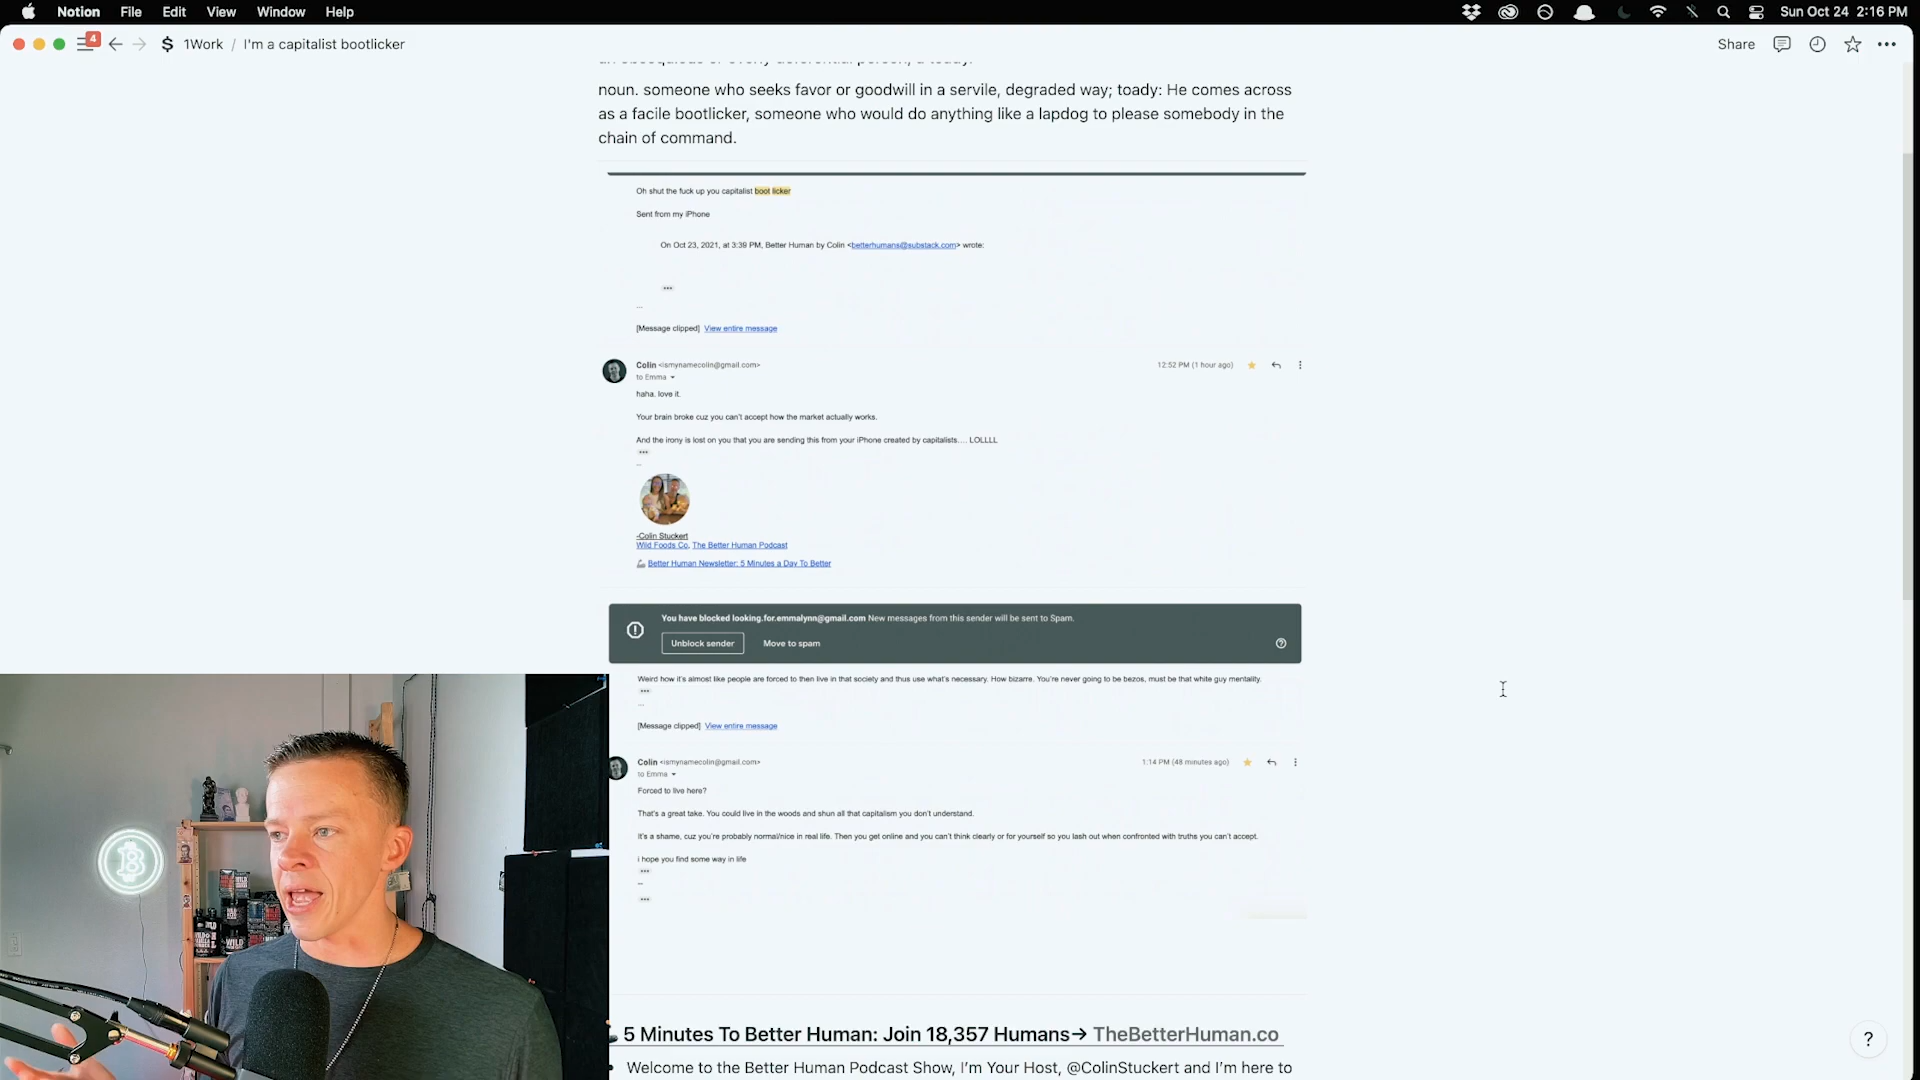 Notion File Edit View Window Help Sun Oct 24 2:16 PM
4 $ 1Work / I'm a capitalist bootlicker Share
noun. someone who seeks favor or goodwill in a servile, degraded way; toady: He comes across
as a facile bootlicker, someone who would do anything like a lapdog to please somebody in the
chain of command.
Oh shut the fuck up you capitalist boot licker
Sent from my iPhone
On Oct 23, 2021, at 3:39 PM, Better Human by Colin <betterhumans@substack.com> wrote:
...
[Message clipped] View entire message
Colin <ismynamecolin@gmail.com> 12:52 PM (1 hour ago)
to Emma
haha. love it.
Your brain broke cuz you can't accept how the market actually works.
And the irony is lost on you that you are sending this from your iPhone created by capitalists.... LOLLLL
--
-Colin Stuckert
Wild Foods Co, The Better Human Podcast
Better Human Newsletter: 5 Minutes a Day To Better
You have blocked looking.for.emmalynn@gmail.com New messages from this sender will be sent to Spam.
Unblock sender Move to spam
Weird how it's almost like people are forced to then live in that society and thus use what's necessary. How bizarre. You're never going to be bezos, must be that white guy mentality.
...
[Message clipped] View entire message
Colin <ismynamecolin@gmail.com> 1:14 PM (48 minutes ago)
to Emma
Forced to live here?
That's a great take. You could live in the woods and shun all that capitalism you don't understand.
It's a shame, cuz you're probably normal/nice in real life. Then you get online and you can't think clearly or for yourself so you lash out when confronted with truths you can't accept.
i hope you find some way in life
--
5 Minutes To Better Human: Join 18,357 Humans→ TheBetterHuman.co
Welcome to the Better Human Podcast Show, I'm Your Host, @ColinStuckert and I'm here to
?